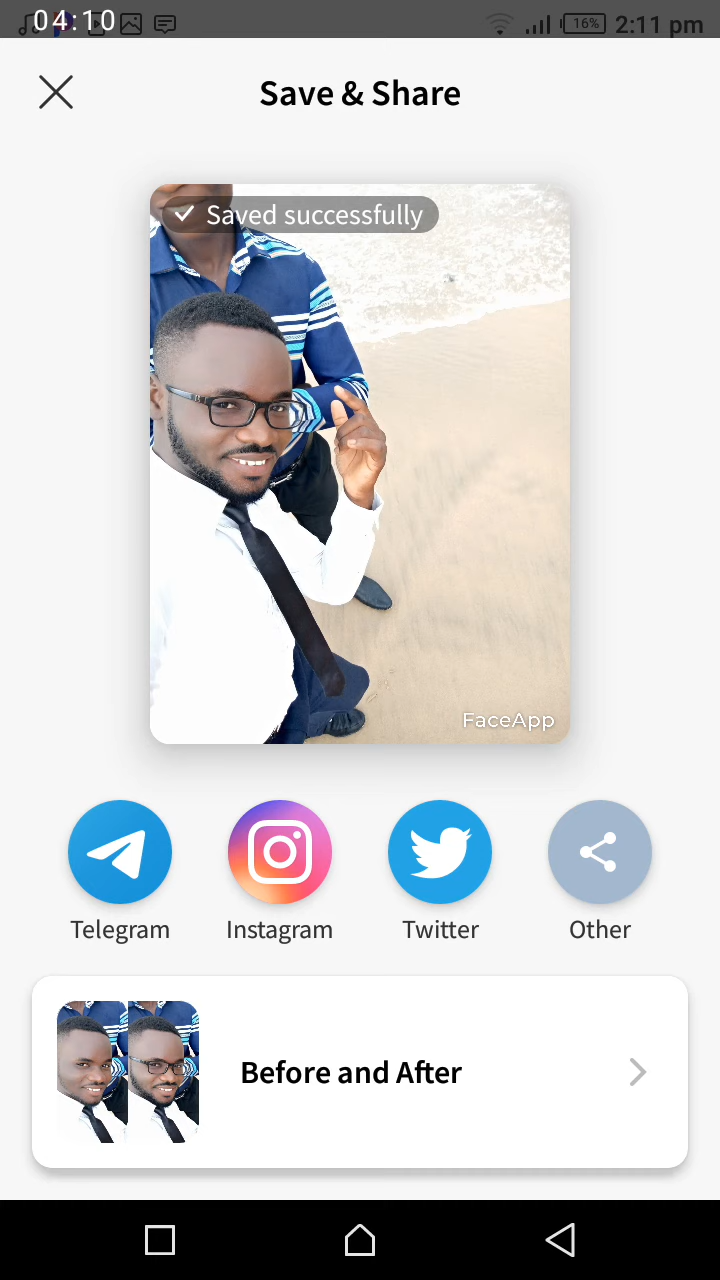 04:10
16% 2:11 pm
Save & Share
Saved successfully
FaceApp
Telegram
Instagram
Twitter
Other
Before and After